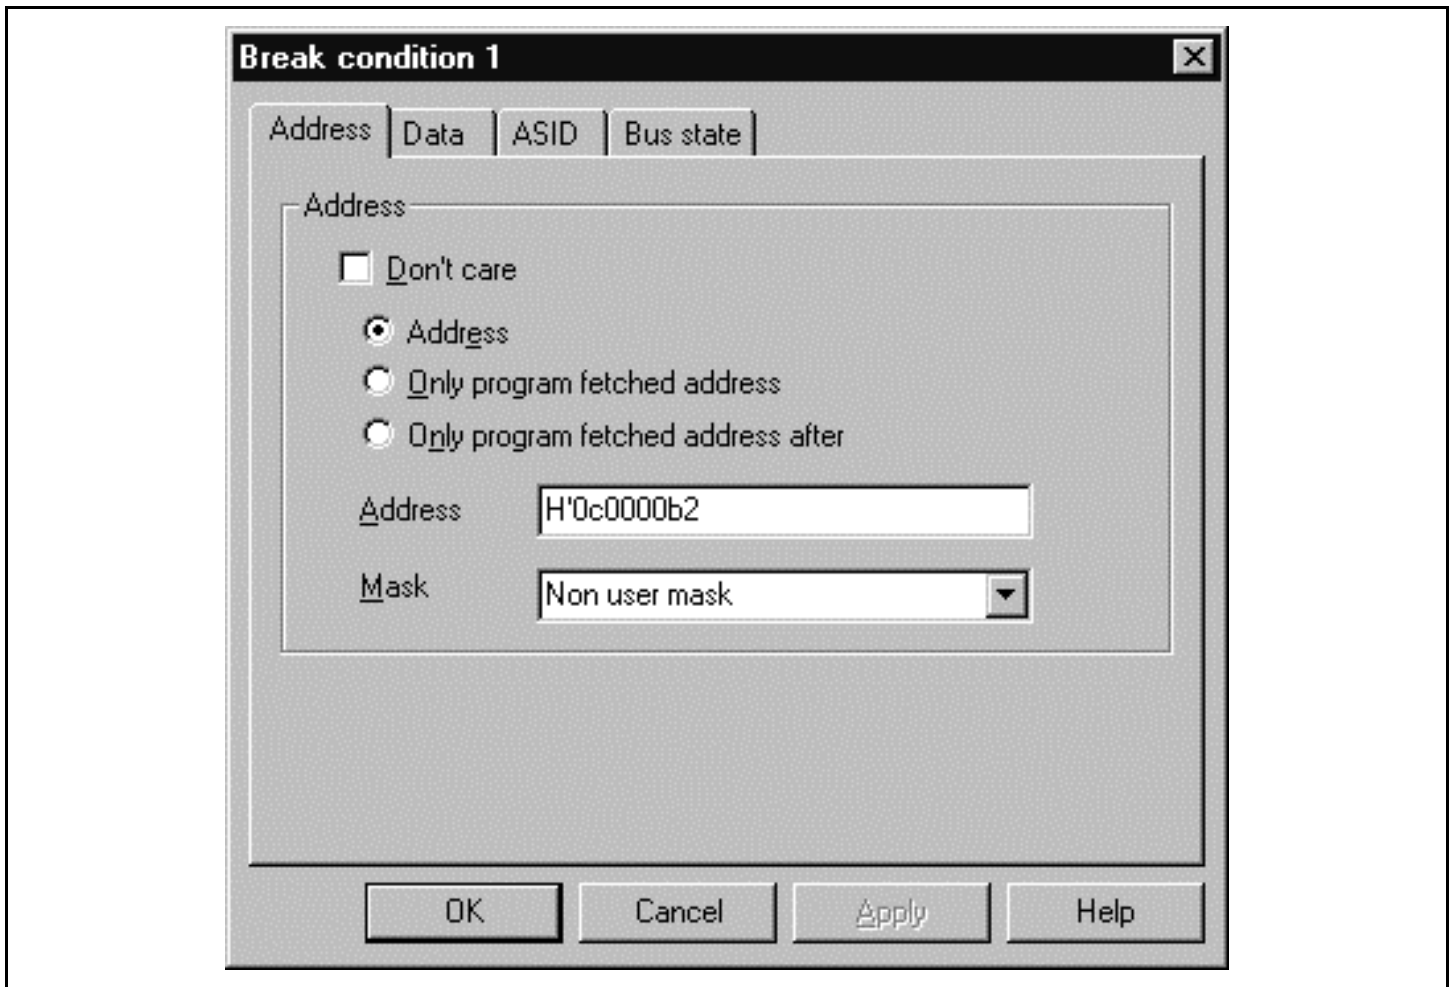 Break condition 1
Address Data ASID Bus state
Address
Don't care
Address
Only program fetched address
Only program fetched address after
Address H'0c0000b2
Mask Non user mask
OK Cancel Apply Help